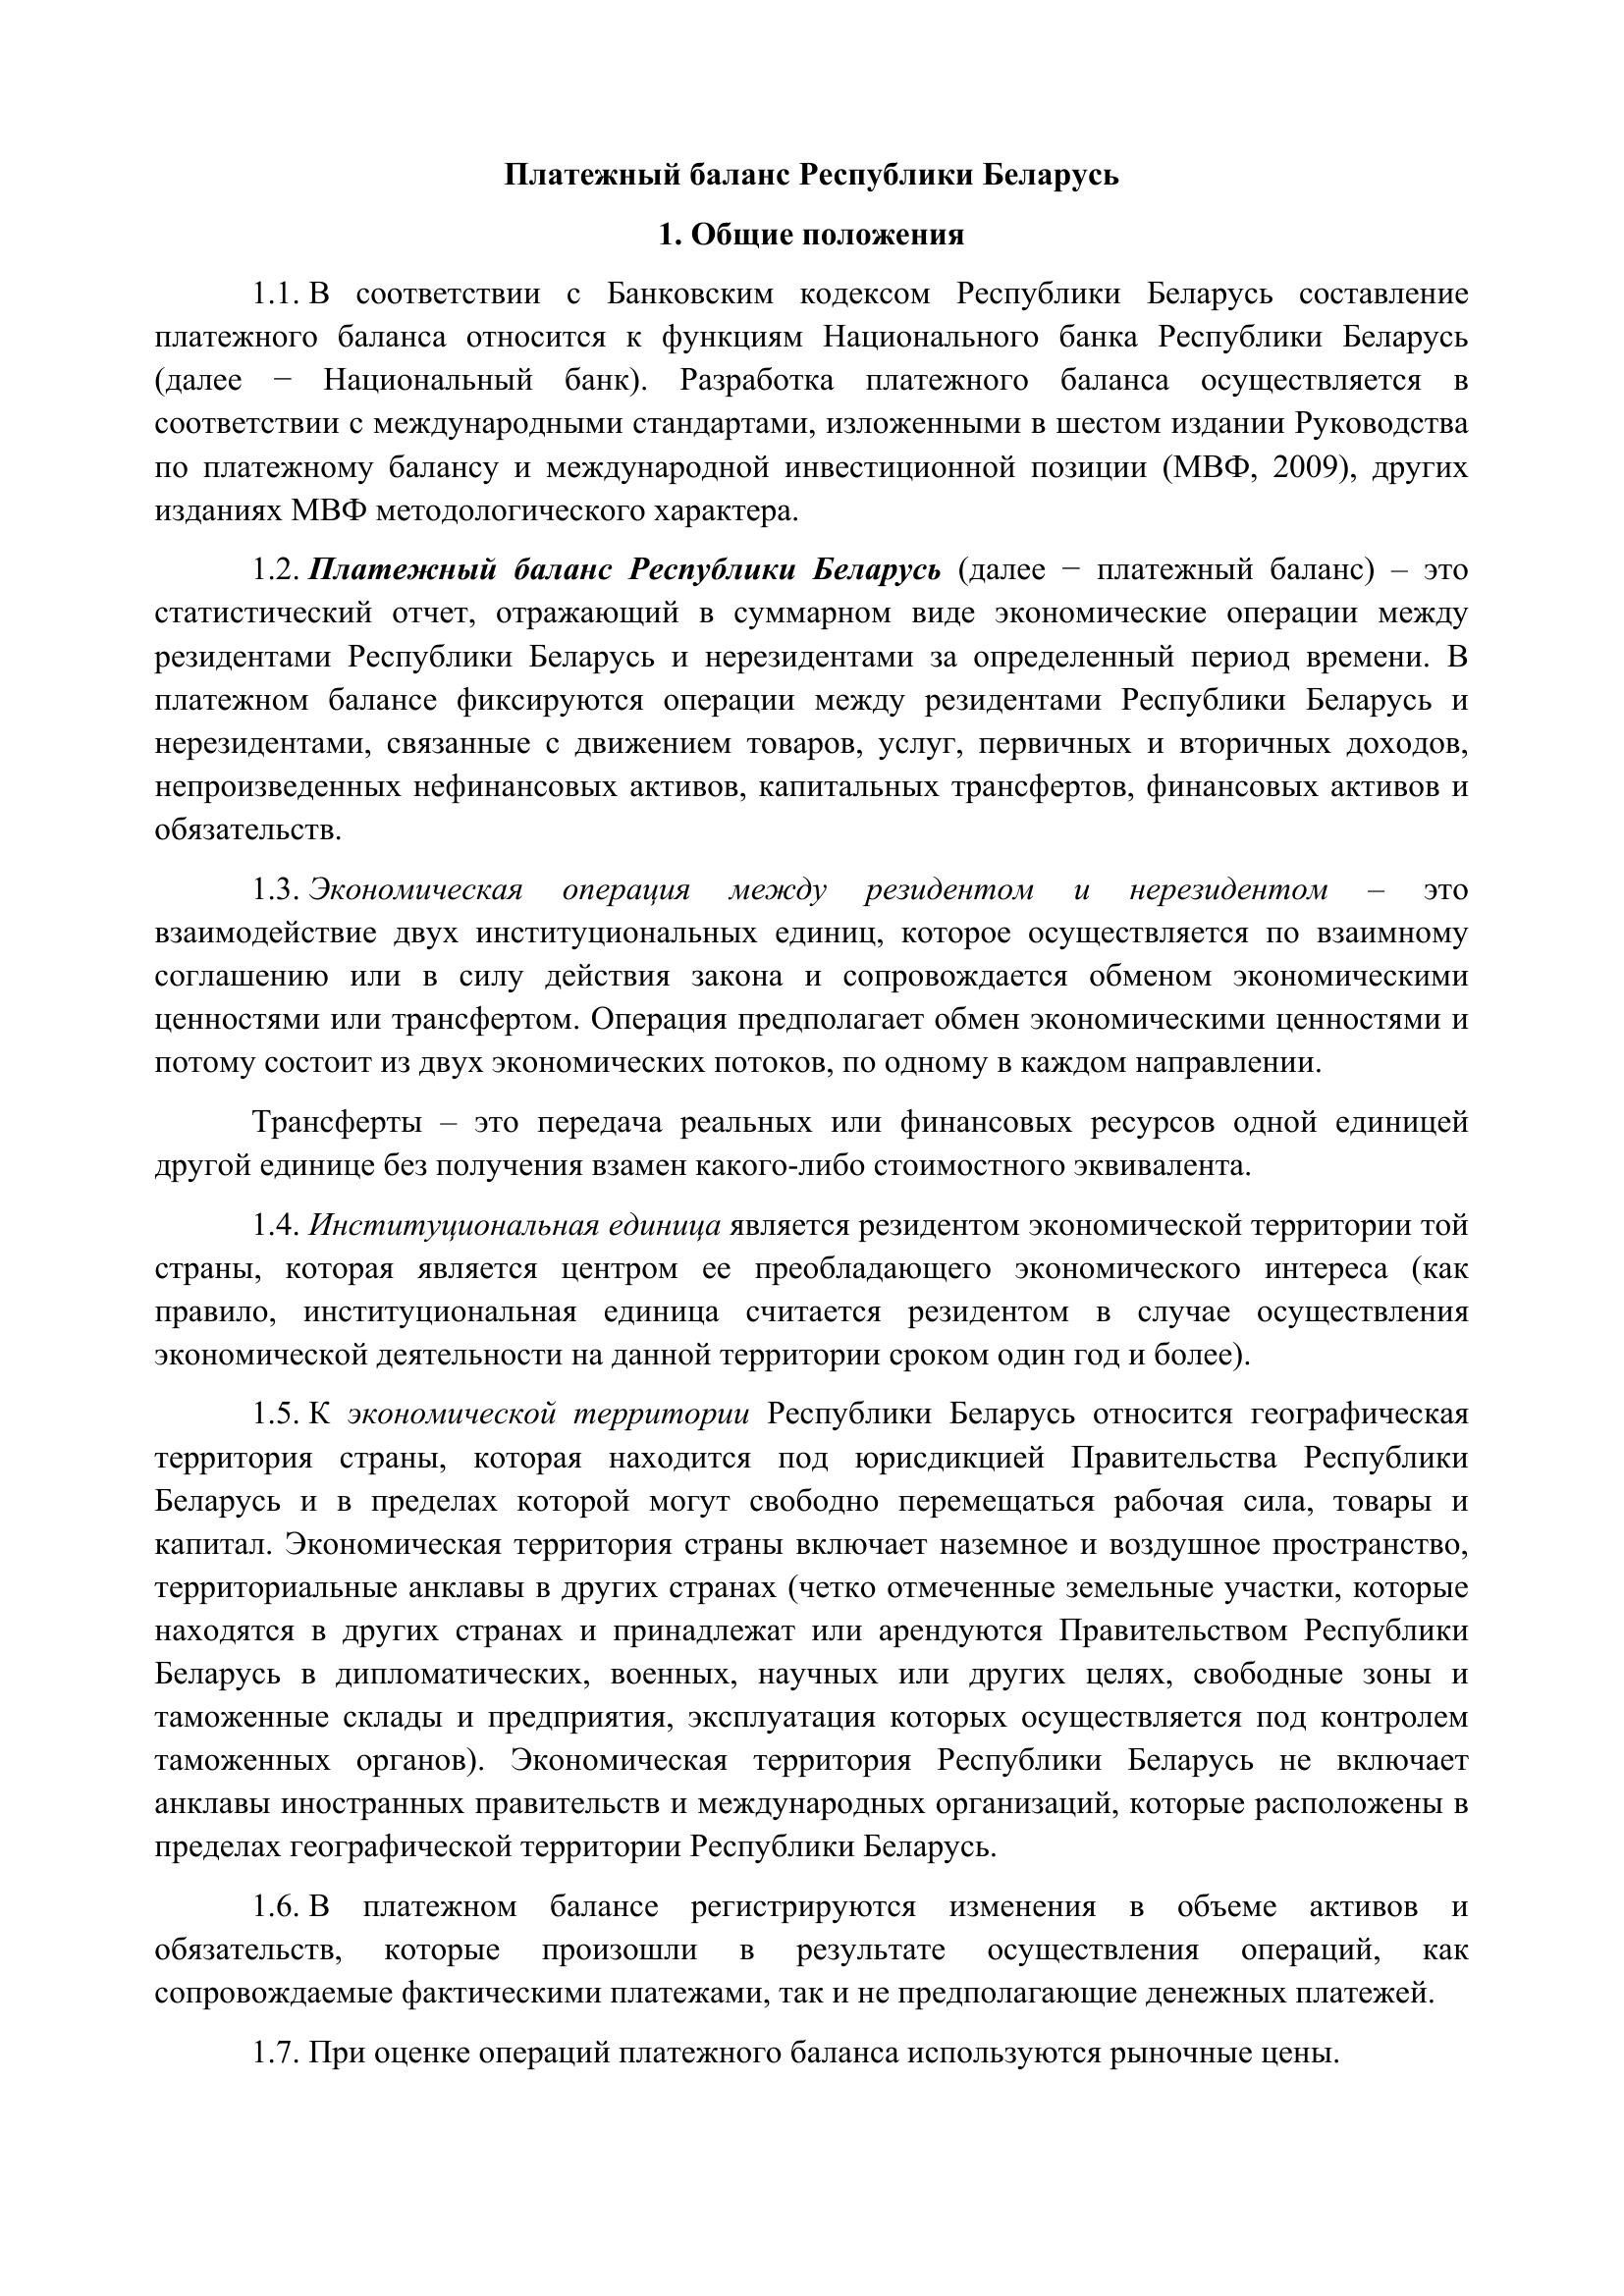 Платежный баланс Республики Беларусь
1. Общие положения
1.1. В соответствии с Банковским кодексом Республики Беларусь составление
платежного баланса относится к функциям Национального банка Республики Беларусь
(далее − Национальный банк). Разработка платежного баланса осуществляется в
соответствии с международными стандартами, изложенными в шестом издании Руководства
по платежному балансу и международной инвестиционной позиции (МВФ, 2009), других
изданиях МВФ методологического характера.
1.2. Платежный баланс Республики Беларусь (далее − платежный баланс) – это
статистический отчет, отражающий в суммарном виде экономические операции между
резидентами Республики Беларусь и нерезидентами за определенный период времени. В
платежном балансе фиксируются операции между резидентами Республики Беларусь и
нерезидентами, связанные с движением товаров, услуг, первичных и вторичных доходов,
непроизведенных нефинансовых активов, капитальных трансфертов, финансовых активов и
обязательств.
1.3. Экономическая операция между резидентом и нерезидентом – это
взаимодействие двух институциональных единиц, которое осуществляется по взаимному
соглашению или в силу действия закона и сопровождается обменом экономическими
ценностями или трансфертом. Операция предполагает обмен экономическими ценностями и
потому состоит из двух экономических потоков, по одному в каждом направлении.
Трансферты – это передача реальных или финансовых ресурсов одной единицей
другой единице без получения взамен какого-либо стоимостного эквивалента.
1.4. Институциональная единица является резидентом экономической территории той
страны, которая является центром ее преобладающего экономического интереса (как
правило, институциональная единица считается резидентом в случае осуществления
экономической деятельности на данной территории сроком один год и более).
1.5. К экономической территории Республики Беларусь относится географическая
территория страны, которая находится под юрисдикцией Правительства Республики
Беларусь и в пределах которой могут свободно перемещаться рабочая сила, товары и
капитал. Экономическая территория страны включает наземное и воздушное пространство,
территориальные анклавы в других странах (четко отмеченные земельные участки, которые
находятся в других странах и принадлежат или арендуются Правительством Республики
Беларусь в дипломатических, военных, научных или других целях, свободные зоны и
таможенные склады и предприятия, эксплуатация которых осуществляется под контролем
таможенных органов). Экономическая территория Республики Беларусь не включает
анклавы иностранных правительств и международных организаций, которые расположены в
пределах географической территории Республики Беларусь.
1.6. В платежном балансе регистрируются изменения в объеме активов и
обязательств, которые произошли в результате осуществления операций, как
сопровождаемые фактическими платежами, так и не предполагающие денежных платежей.
1.7. При оценке операций платежного баланса используются рыночные цены.